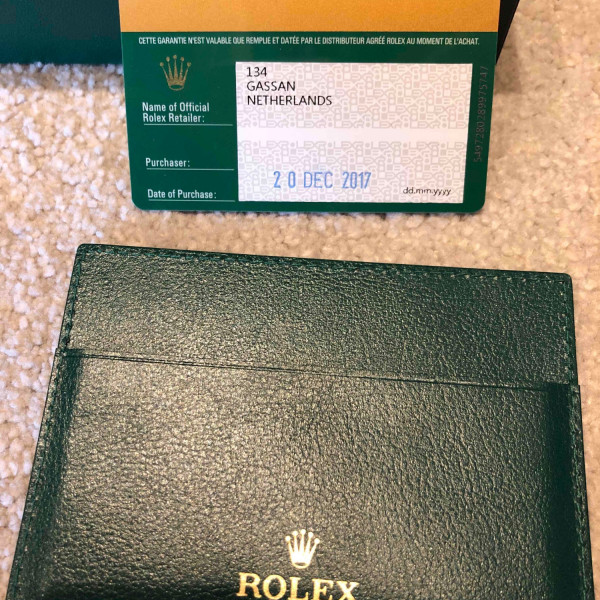 CETTE GARANTIE N'EST VALABLE QUE REMPLIE ET DATÉE PAR LE DISTRIBUTEUR AGRÉÉ ROLEX AU MOMENT DE L'ACHAT.
134
GASSAN
NETHERLANDS
Name of Official
Rolex Retailer:
Purchaser:
20 DEC 2017
Date of Purchase:
dd.mm.yyyy
ROLEX